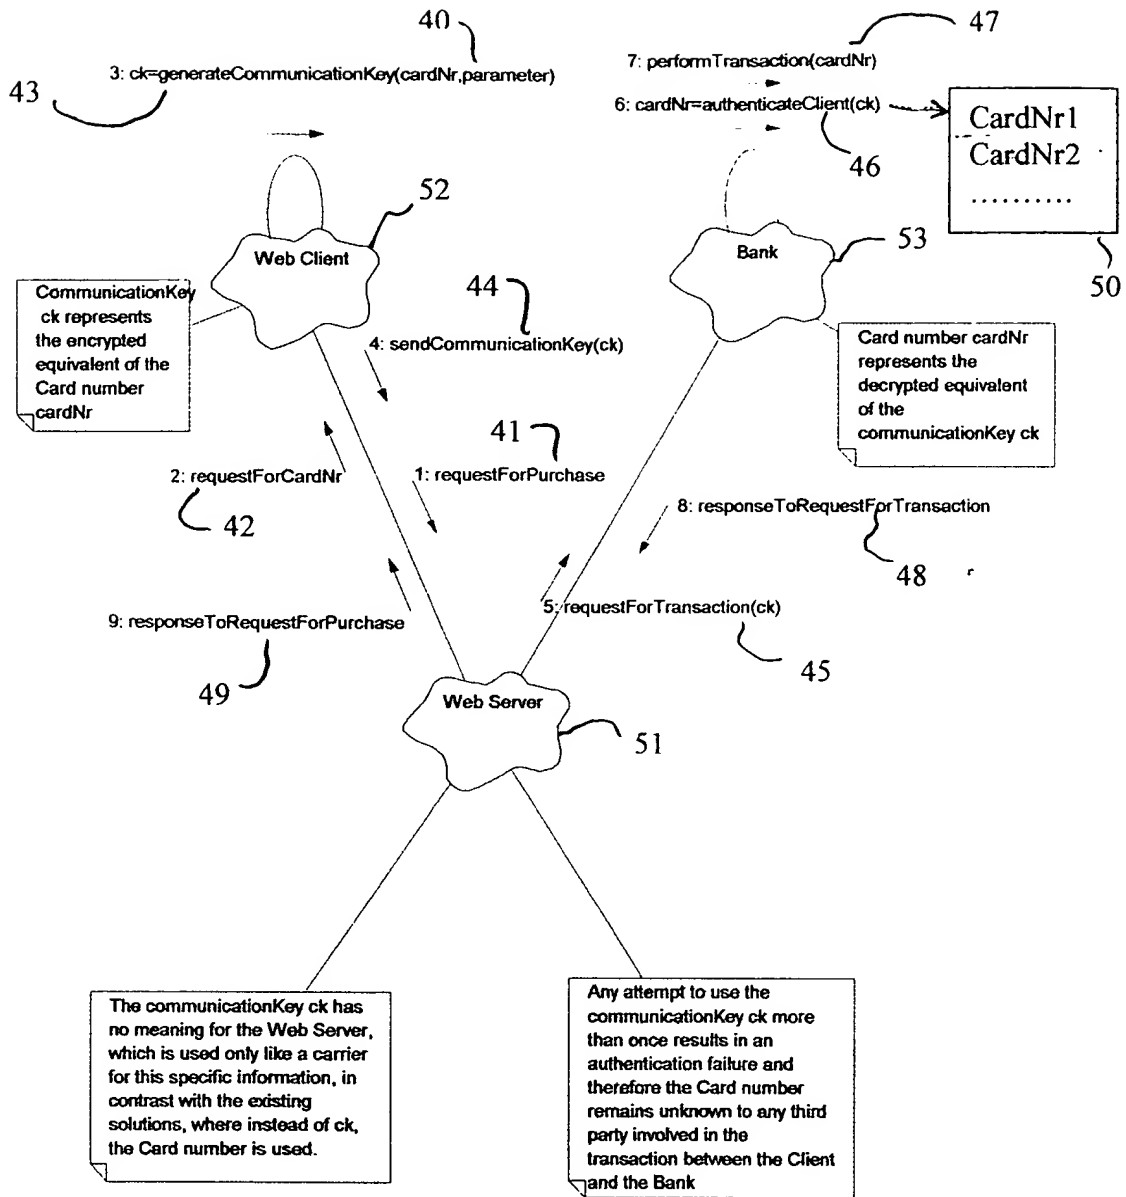 40
47
3: ck=generateCommunicationKey(cardNr,parameter)
7: performTransaction(cardNr)
43
6: cardNr=authenticateClient(ck)
CardNr1
CardNr2
..........
46
52
53
50
Web Client
Bank
44
CommunicationKey
ck represents
the encrypted
equivalent of the
Card number
cardNr
4: sendCommunicationKey(ck)
Card number cardNr
represents the
decrypted equivalent
of the
communicationKey ck
41
2: requestForCardNr
1: requestForPurchase
42
8: responseToRequestForTransaction
48
9: responseToRequestForPurchase
5: requestForTransaction(ck)
49
45
Web Server
51
The communicationKey ck has
no meaning for the Web Server,
which is used only like a carrier
for this specific information, in
contrast with the existing
solutions, where instead of ck,
the Card number is used.
Any attempt to use the
communicationKey ck more
than once results in an
authentication failure and
therefore the Card number
remains unknown to any third
party involved in the
transaction between the Client
and the Bank